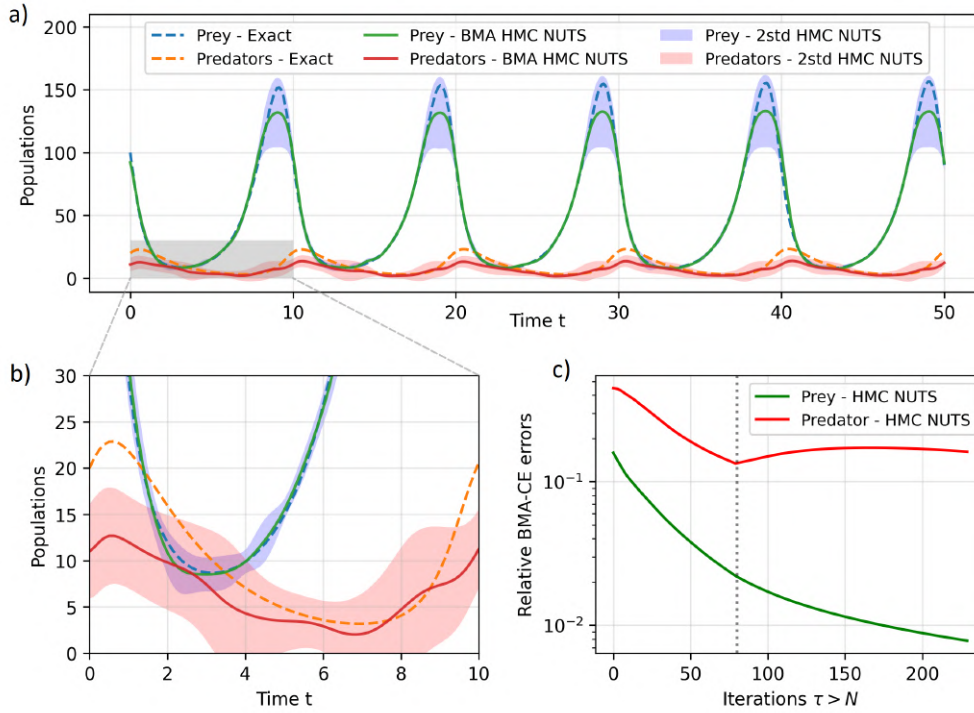 a)
Prey - Exact
Predators - Exact
Prey - BMA HMC NUTS
Predators - BMA HMC NUTS
Prey - 2std HMC NUTS
Predators - 2std HMC NUTS
Populations
200
150
100
50
0
0 10 20 30 40 50
Time t
b)
Populations
30
25
20
15
10
5
0
0 2 4 6 8 10
Time t
c)
Prey - HMC NUTS
Predator - HMC NUTS
Relative BMA-CE errors
10⁻¹
10⁻²
0 50 100 150 200
Iterations τ > N